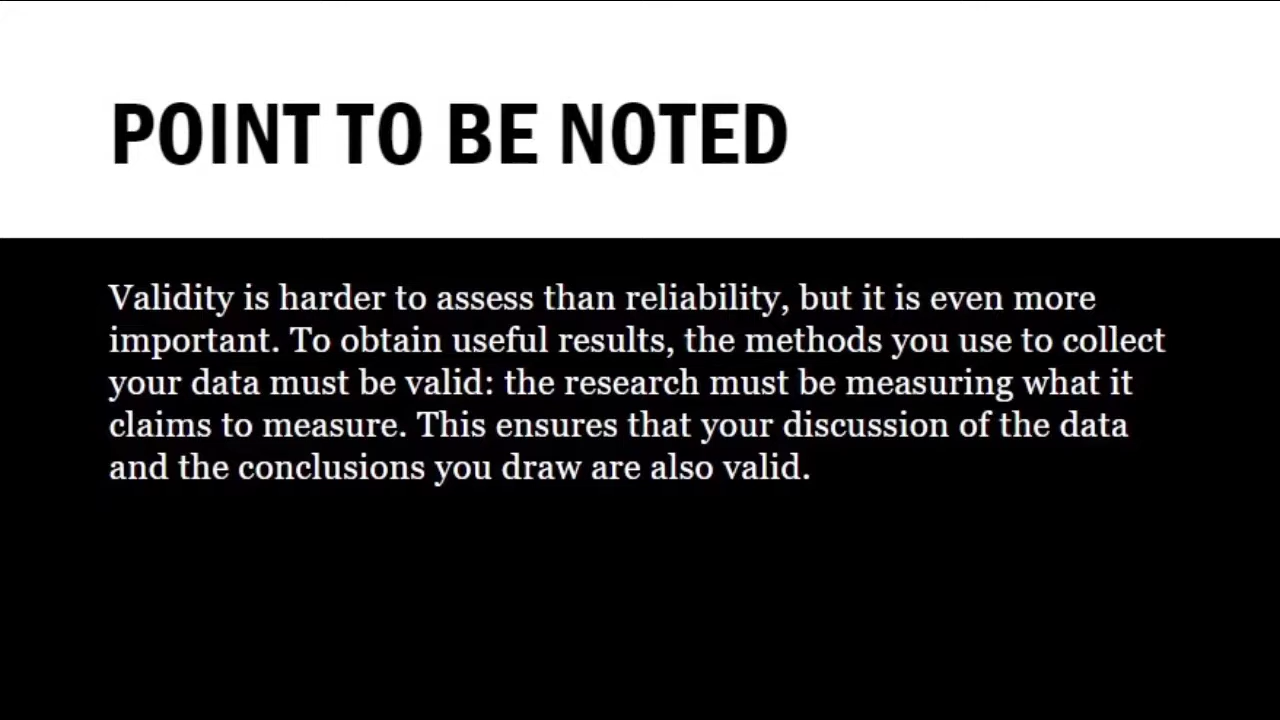 POINT TO BE NOTED
Validity is harder to assess than reliability, but it is even more
important. To obtain useful results, the methods you use to collect
your data must be valid: the research must be measuring what it
claims to measure. This ensures that your discussion of the data
and the conclusions you draw are also valid.